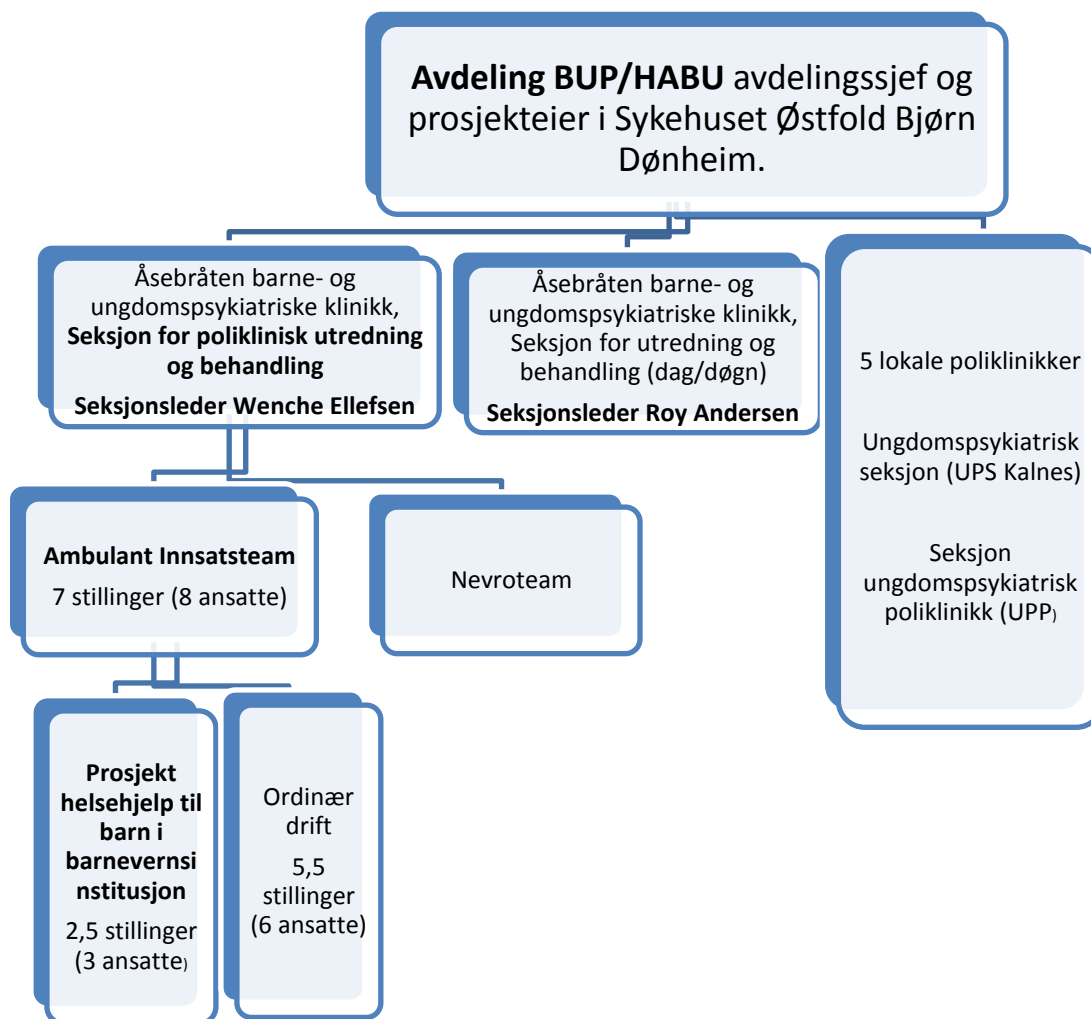 Avdeling BUP/HABU avdelingssjef og
prosjekteier i Sykehuset Østfold Bjørn
Dønheim.
Åsebråten barne- og
ungdomspsykiatriske klinikk,
Seksjon for poliklinisk utredning
og behandling
Seksjonsleder Wenche Ellefsen
Åsebråten barne- og
ungdomspsykiatriske klinikk,
Seksjon for utredning og
behandling (dag/døgn)
Seksjonsleder Roy Andersen
5 lokale poliklinikker
Ungdomspsykiatrisk
seksjon (UPS Kalnes)
Seksjon
ungdomspsykiatrisk
poliklinikk (UPP)
Ambulant Innsatsteam
7 stillinger (8 ansatte)
Nevroteam
Prosjekt
helsehjelp til
barn i
barnevernsi
nstitusjon
2,5 stillinger
(3 ansatte)
Ordinær
drift
5,5
stillinger
(6 ansatte)